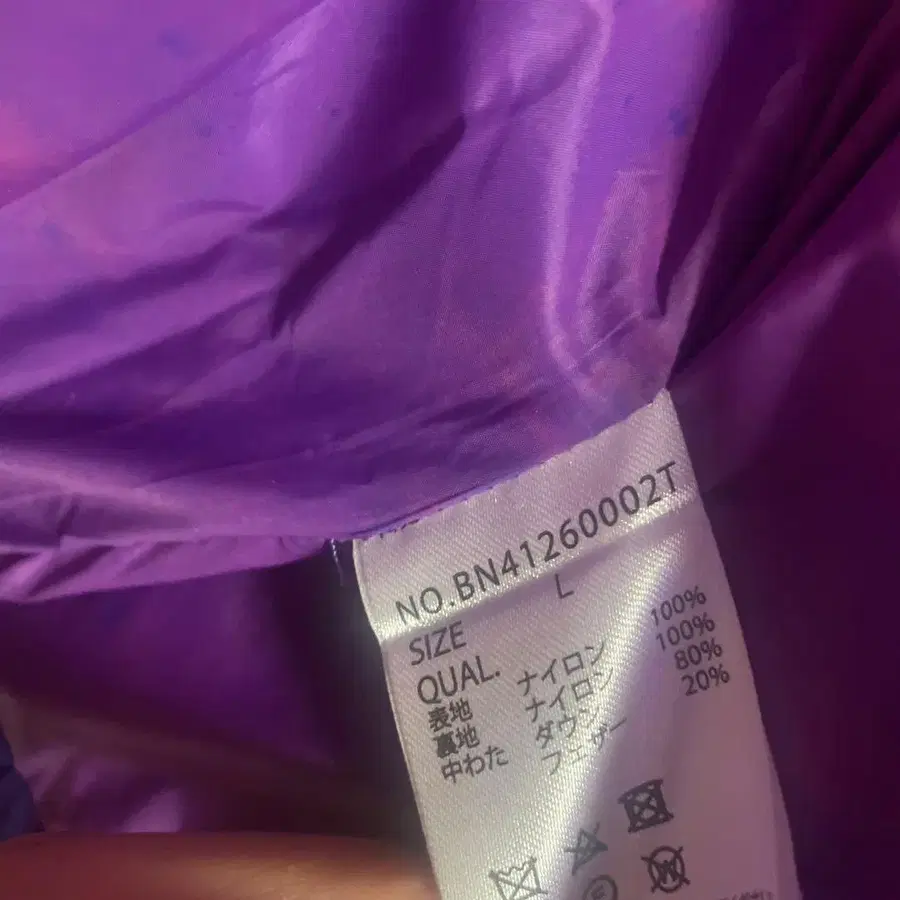 NO.BN41260002T
SIZE L
QUAL.
表地 ナイロン 100%
裏地 ナイロン 100%
中わた ダウン 80%
フェザー 20%